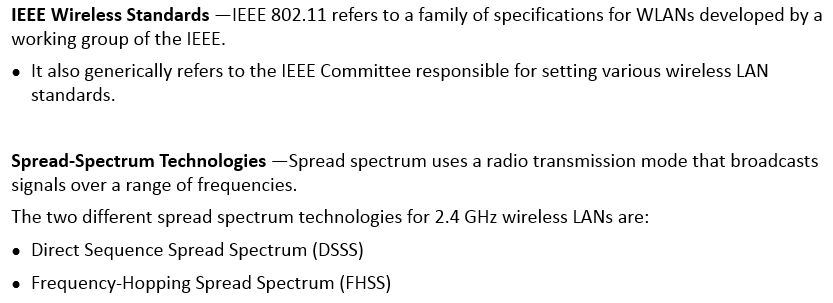 IEEE Wireless Standards —IEEE 802.11 refers to a family of specifications for WLANs developed by a
working group of the IEEE.
• It also generically refers to the IEEE Committee responsible for setting various wireless LAN
standards.
Spread-Spectrum Technologies —Spread spectrum uses a radio transmission mode that broadcasts
signals over a range of frequencies.
The two different spread spectrum technologies for 2.4 GHz wireless LANs are:
• Direct Sequence Spread Spectrum (DSSS)
• Frequency-Hopping Spread Spectrum (FHSS)